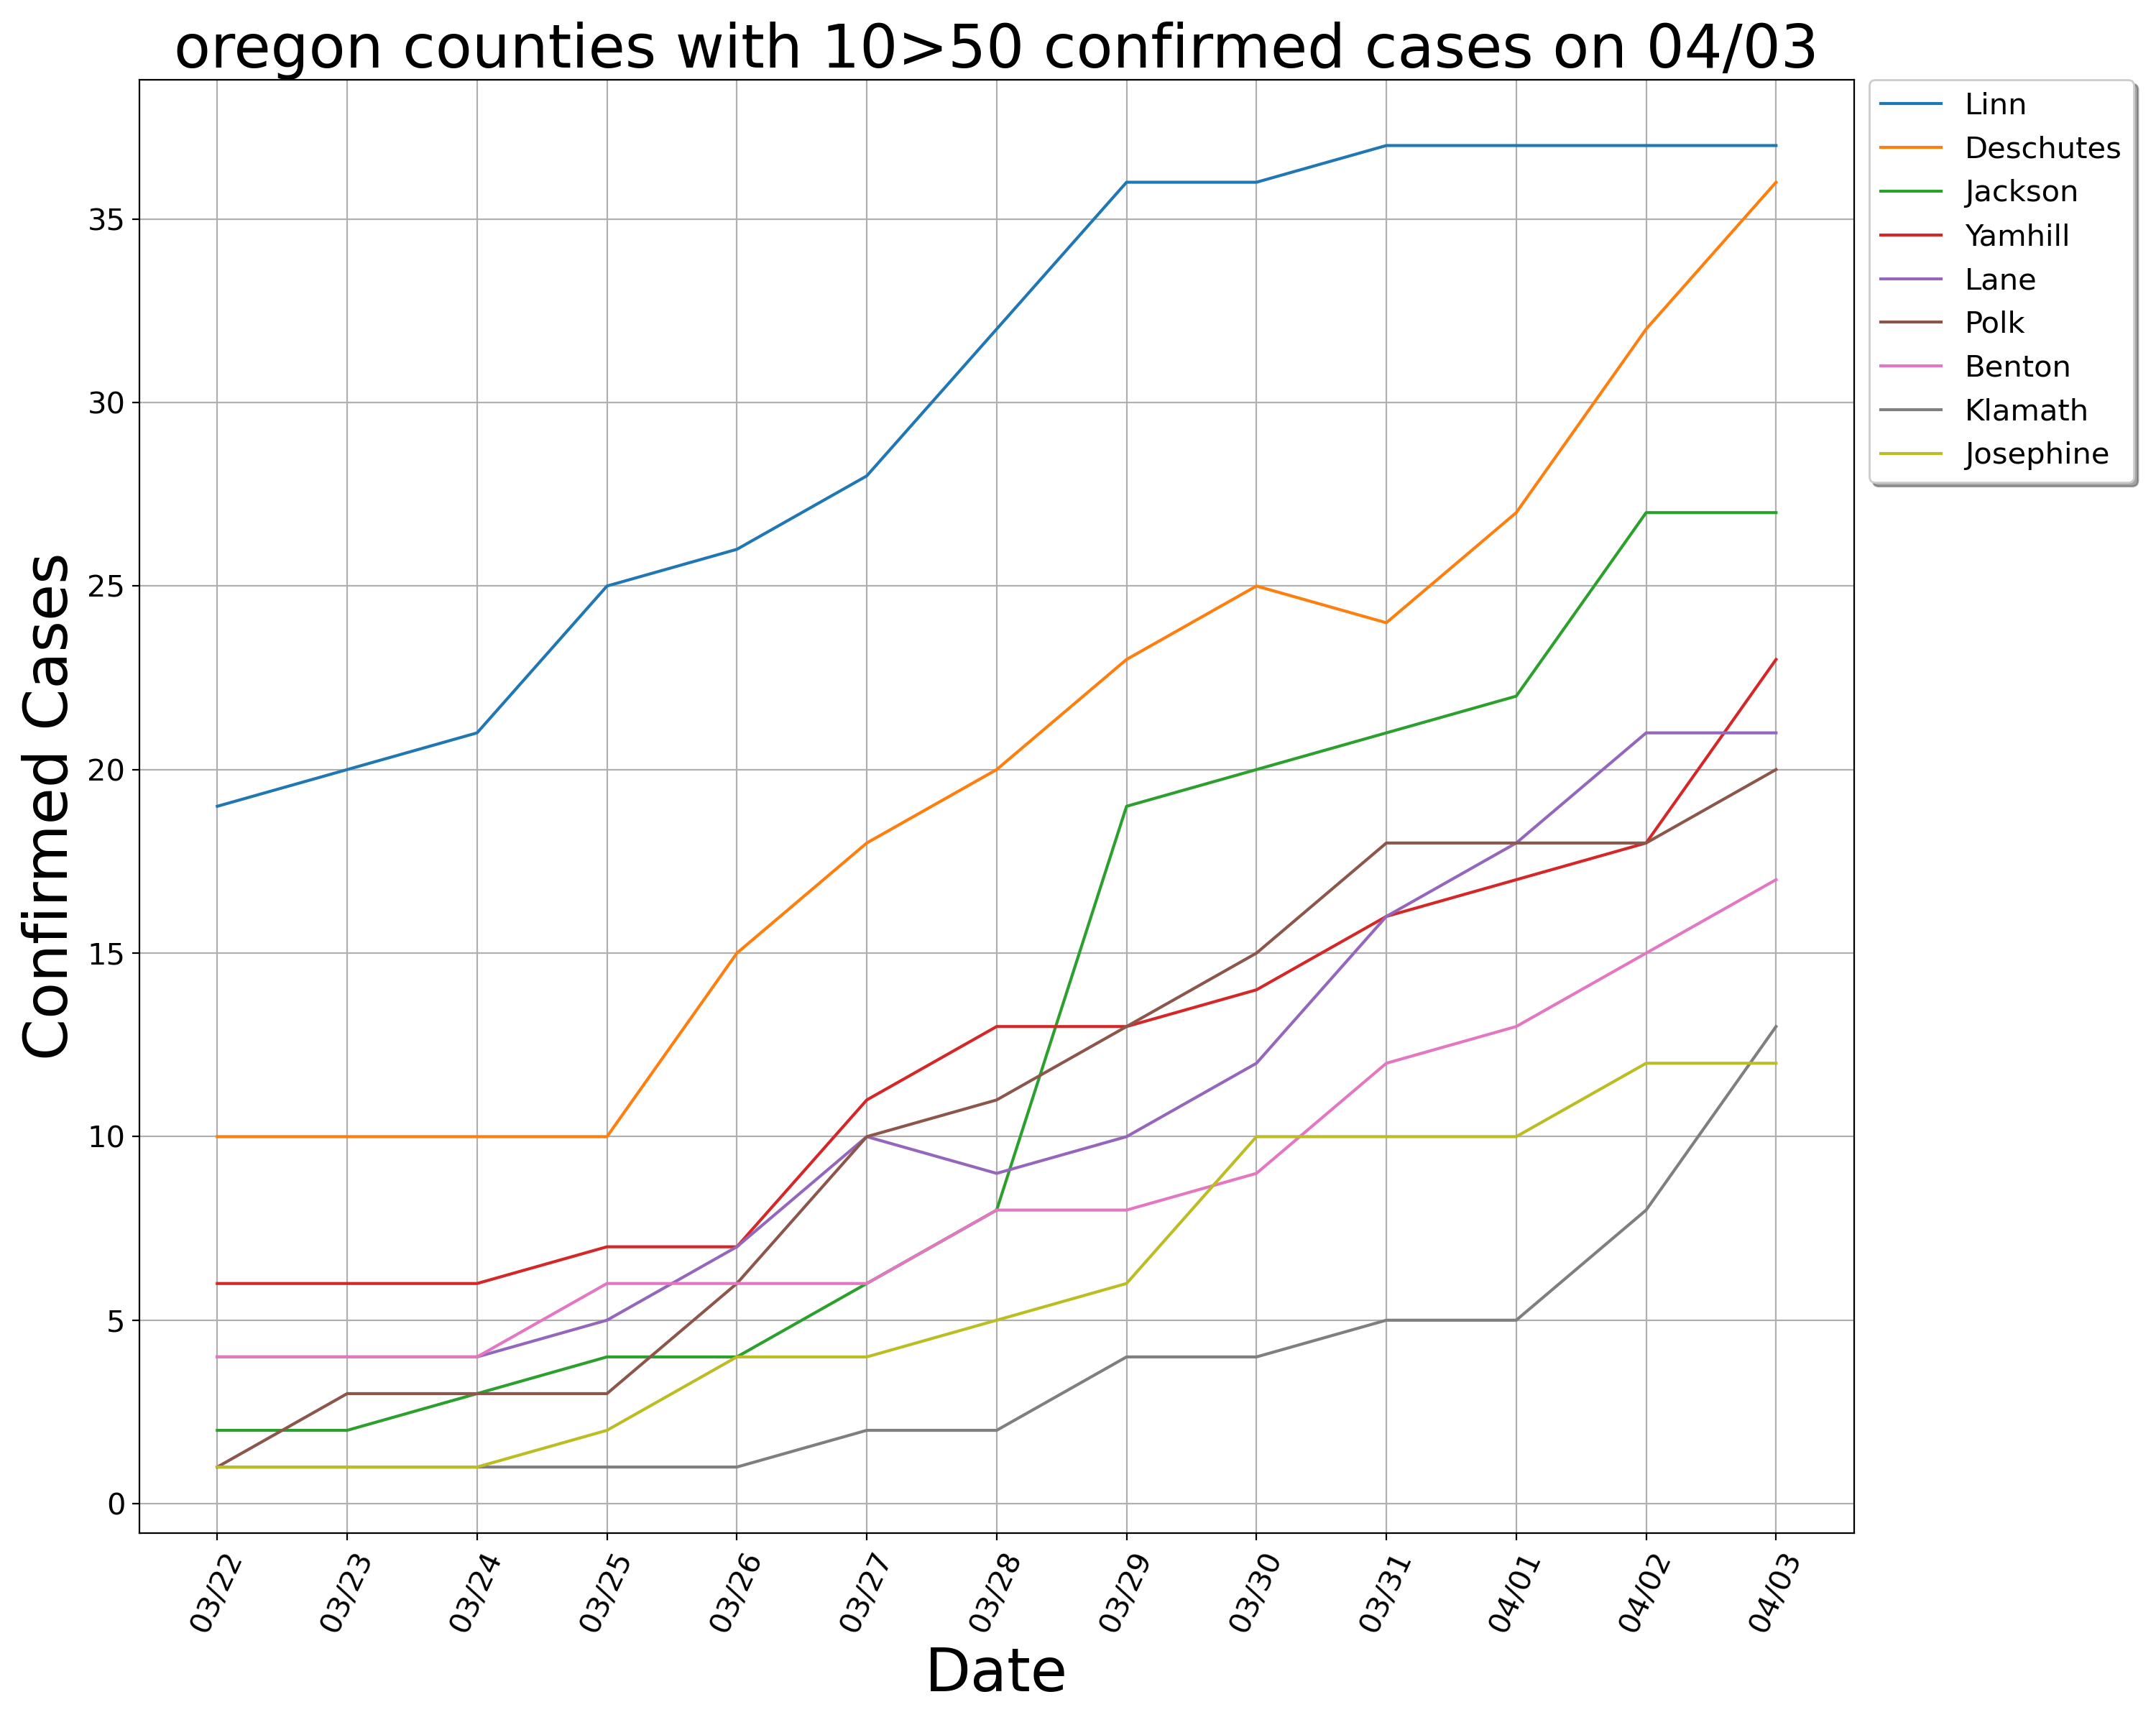 oregon counties with 10>50 confirmed cases on 04/03
Linn
Deschutes
Jackson
Yamhill
Lane
Polk
Benton
Klamath
Josephine
Confirmed Cases
35
30
25
20
15
10
5
0
03/22
03/23
03/24
03/25
03/26
03/27
03/28
03/29
03/30
03/31
04/01
04/02
04/03
Date